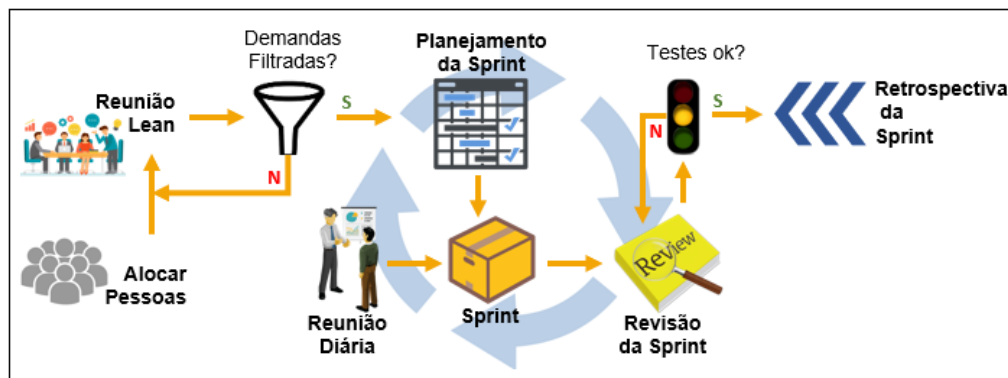 Demandas
Filtradas?
Planejamento
da Sprint
Testes ok?
Reunião
Lean
S
N
S
N
Retrospectiva
da
Sprint
Alocar
Pessoas
Reunião
Diária
Sprint
Review
Revisão
da Sprint